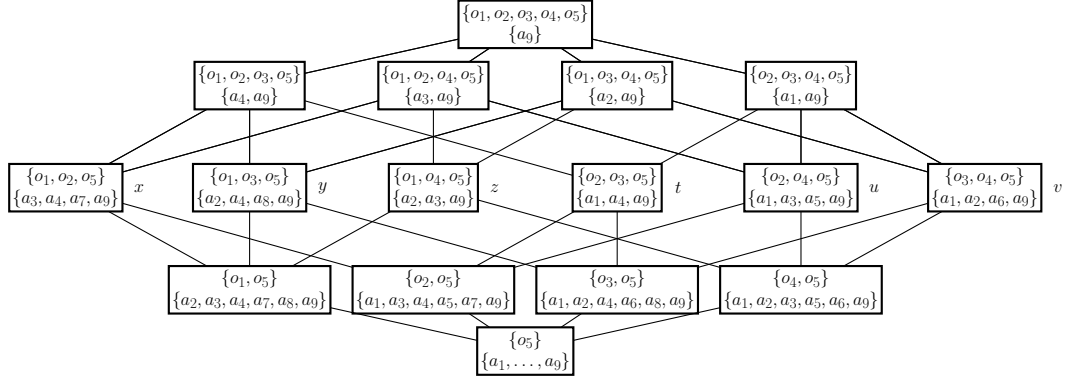 {o₁, o₂, o₃, o₄, o₅}
{a₉}
{o₁, o₂, o₃, o₅}
{a₄, a₉}
{o₁, o₂, o₄, o₅}
{a₃, a₉}
{o₁, o₃, o₄, o₅}
{a₂, a₉}
{o₂, o₃, o₄, o₅}
{a₁, a₉}
{o₁, o₂, o₅}
{a₃, a₄, a₇, a₉}
x
{o₁, o₃, o₅}
{a₂, a₄, a₈, a₉}
y
{o₁, o₄, o₅}
{a₂, a₃, a₉}
z
{o₂, o₃, o₅}
{a₁, a₄, a₉}
t
{o₂, o₄, o₅}
{a₁, a₃, a₅, a₉}
u
{o₃, o₄, o₅}
{a₁, a₂, a₆, a₉}
v
{o₁, o₅}
{a₂, a₃, a₄, a₇, a₈, a₉}
{o₂, o₅}
{a₁, a₃, a₄, a₅, a₇, a₉}
{o₃, o₅}
{a₁, a₂, a₄, a₆, a₈, a₉}
{o₄, o₅}
{a₁, a₂, a₃, a₅, a₆, a₉}
{o₅}
{a₁, . . . , a₉}